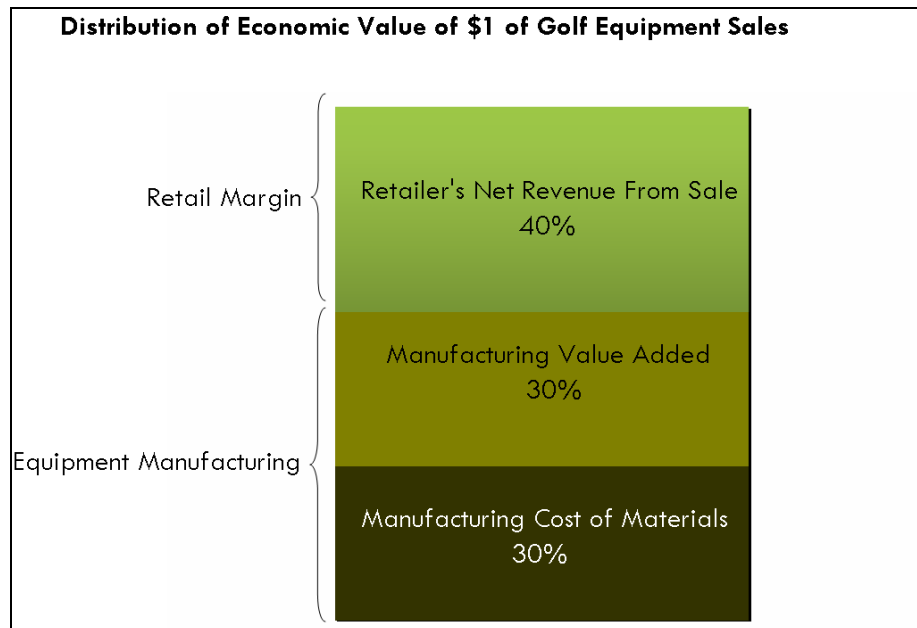 Distribution of Economic Value of $1 of Golf Equipment Sales
Retail Margin
Retailer's Net Revenue From Sale
40%
Manufacturing Value Added
30%
Equipment Manufacturing
Manufacturing Cost of Materials
30%